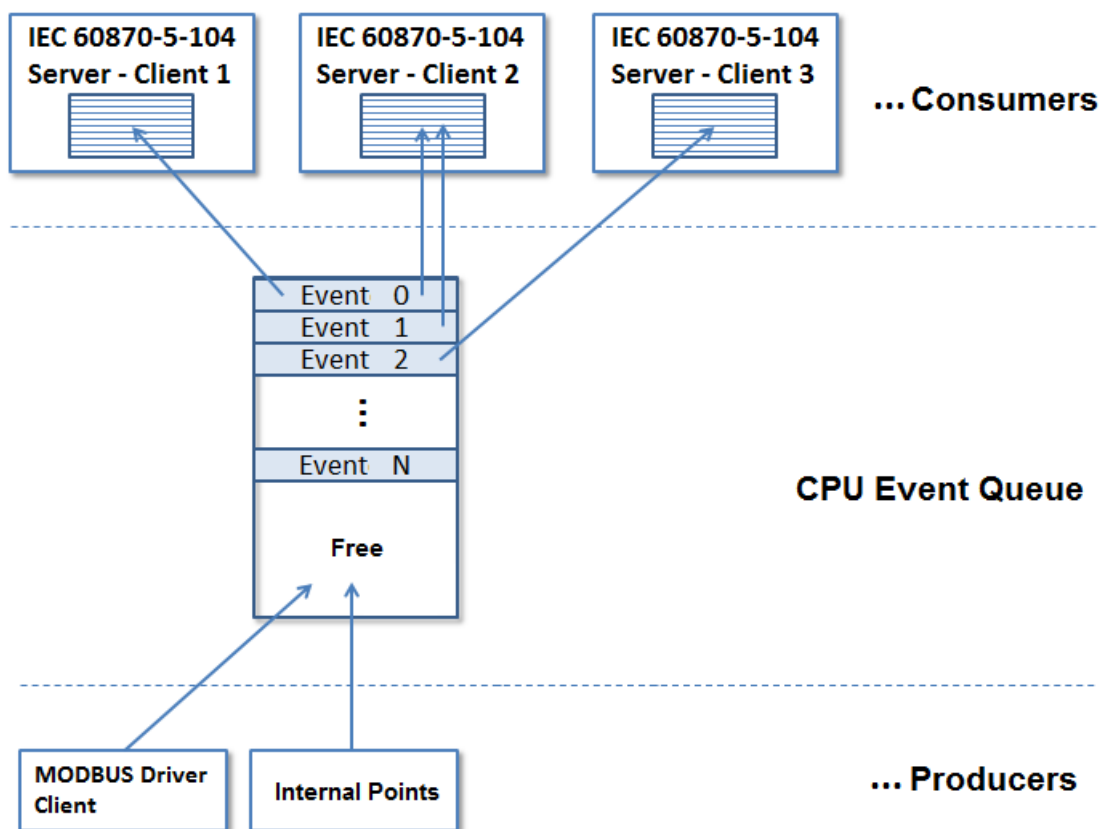 IEC 60870-5-104
Server - Client 1
IEC 60870-5-104
Server - Client 2
IEC 60870-5-104
Server - Client 3
... Consumers
Event 0
Event 1
Event 2
⋮
Event N
CPU Event Queue
Free
MODBUS Driver
Client
Internal Points
... Producers